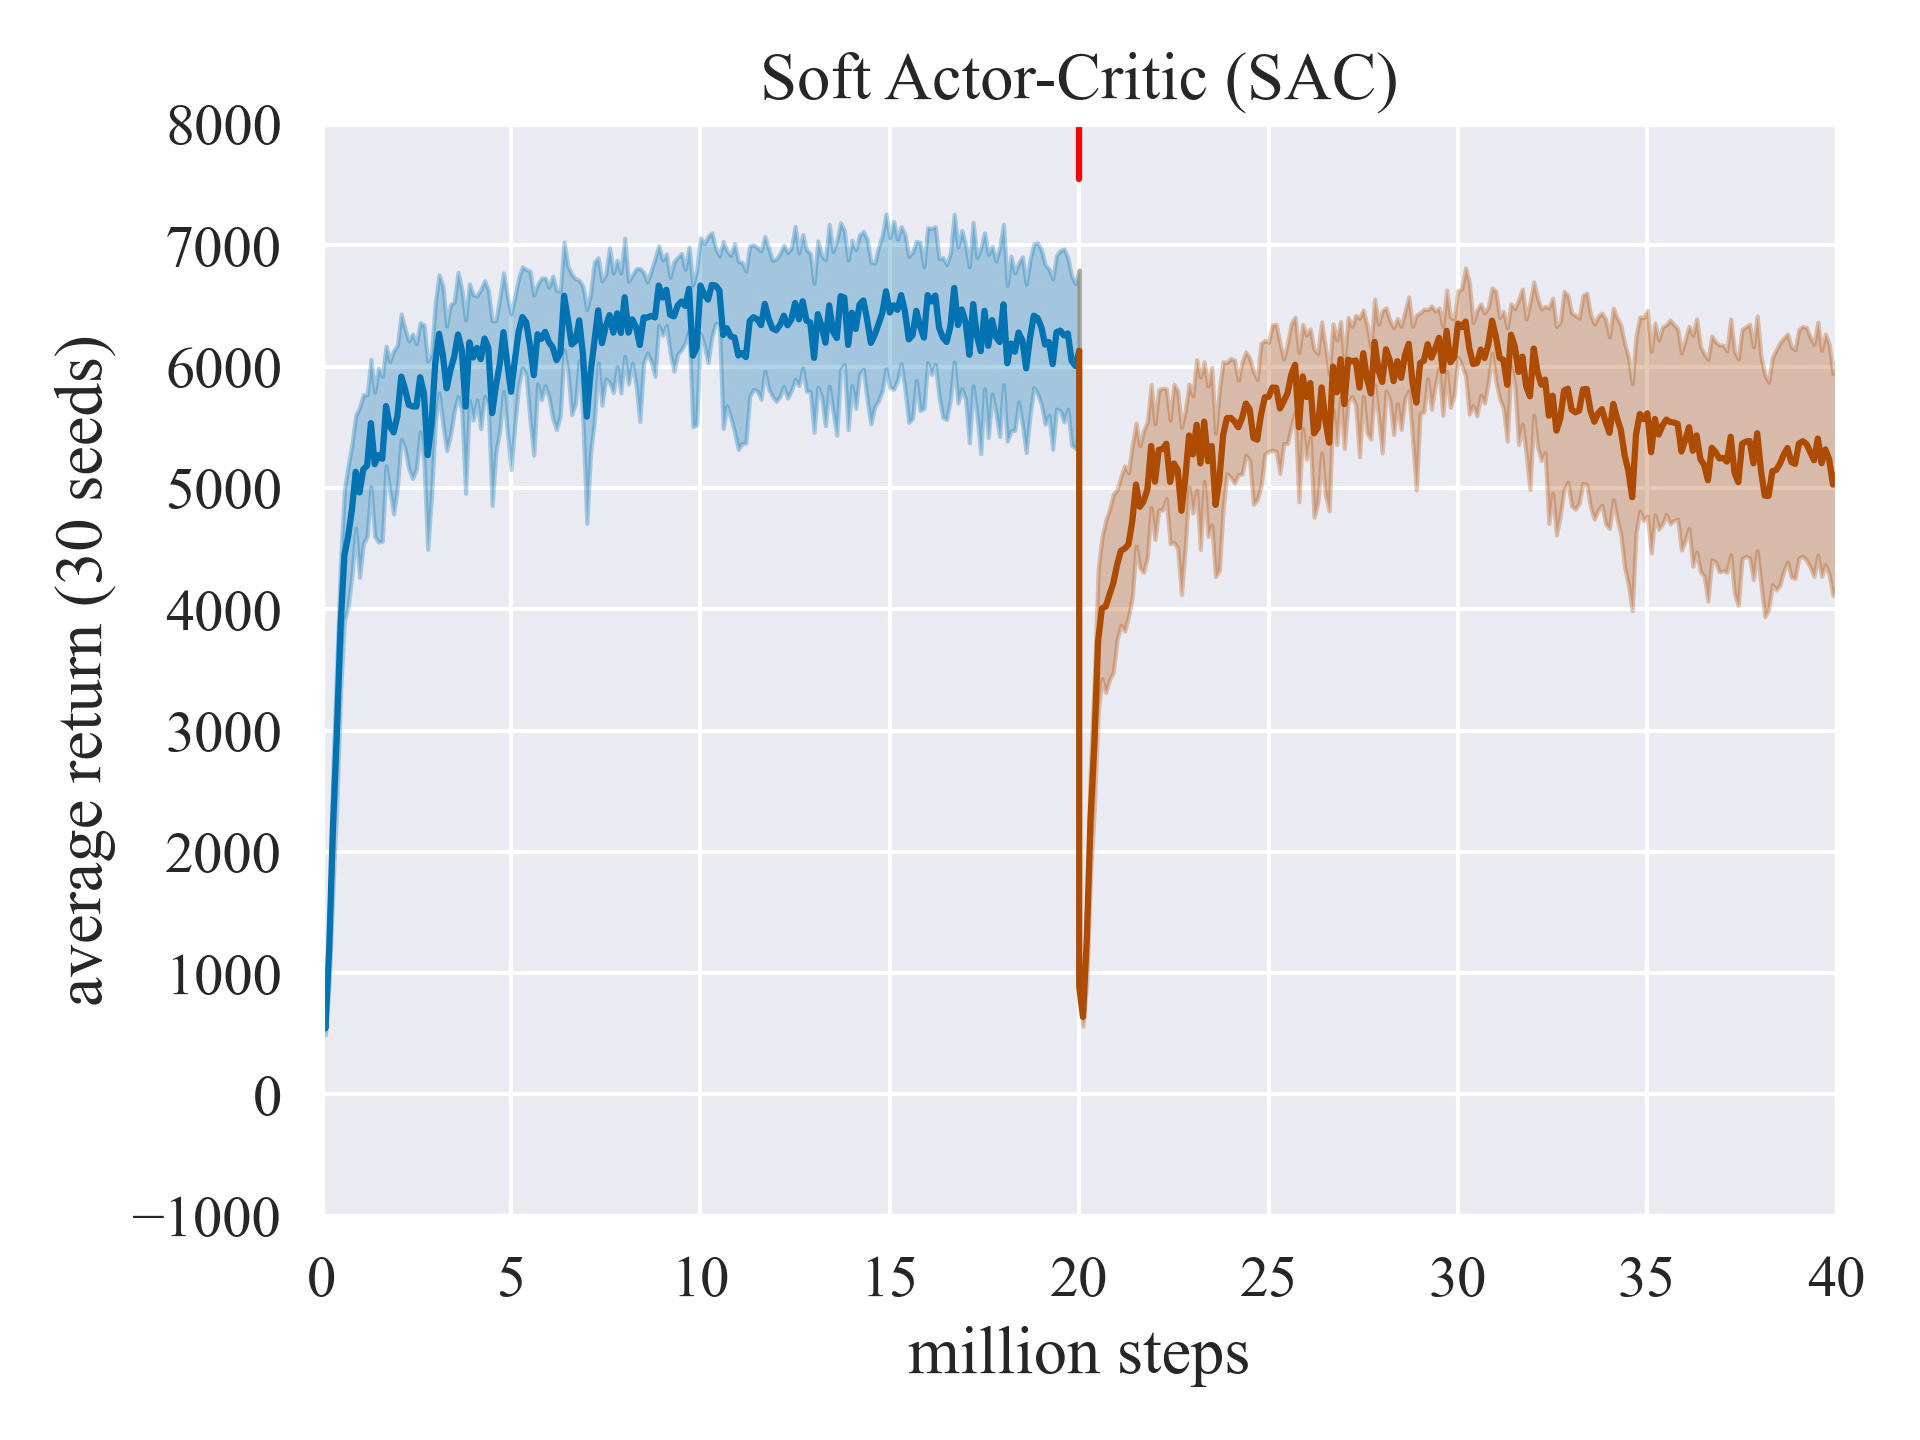 Soft Actor-Critic (SAC)
8000
7000
6000
5000
4000
3000
2000
1000
0
−1000
average return (30 seeds)
0 5 10 15 20 25 30 35 40
million steps